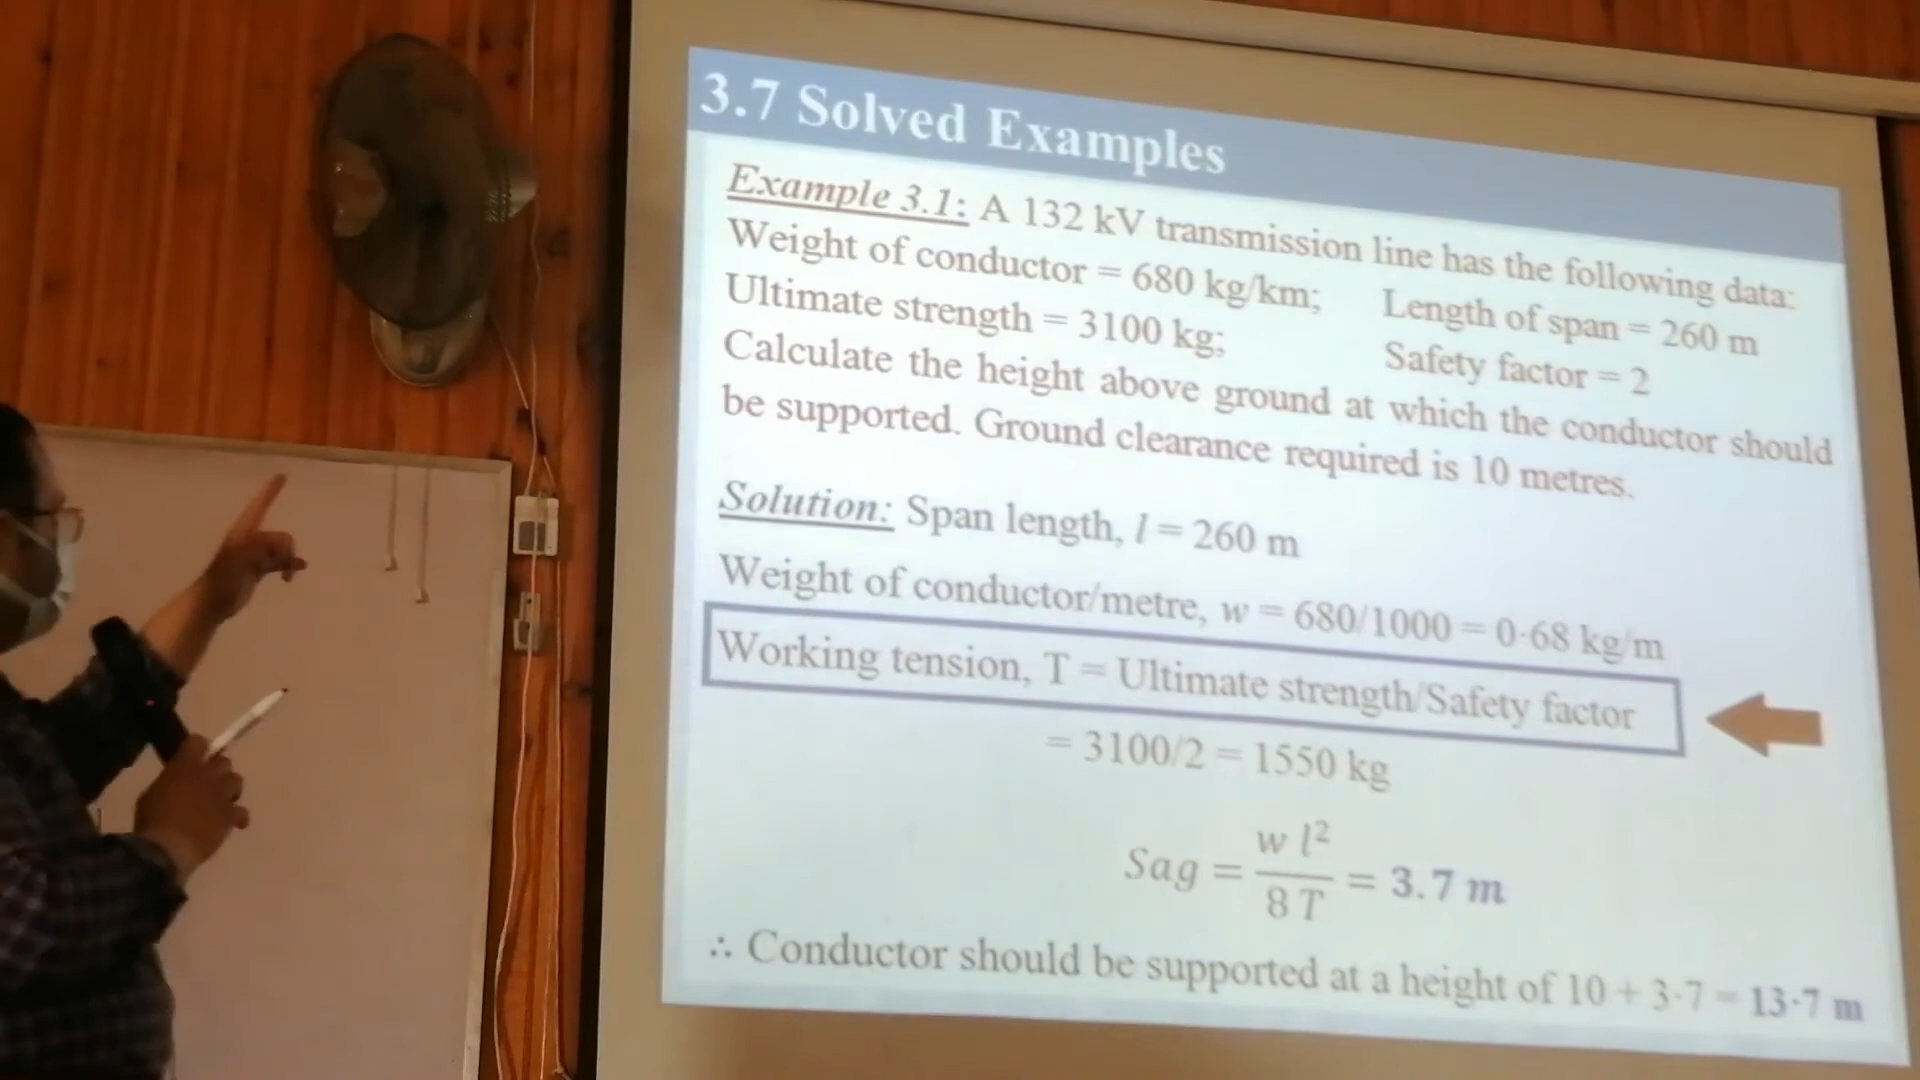 3.7 Solved Examples
Example 3.1: A 132 kV transmission line has the following data:
Weight of conductor = 680 kg/km; Length of span = 260 m
Ultimate strength = 3100 kg; Safety factor = 2
Calculate the height above ground at which the conductor should
be supported. Ground clearance required is 10 metres.
Solution: Span length, l = 260 m
Weight of conductor/metre, w = 680/1000 = 0·68 kg/m
Working tension, T = Ultimate strength/Safety factor
= 3100/2 = 1550 kg
Sag = w l² / 8 T = 3.7 m
∴ Conductor should be supported at a height of 10 + 3·7 = 13·7 m